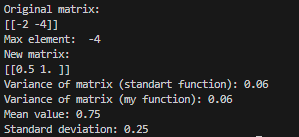 Original matrix:
[[-2 -4]]
Max element:  -4
New matrix:
[[0.5 1. ]]
Variance of matrix (standart function): 0.06
Variance of matrix (my function): 0.06
Mean value: 0.75
Standard deviation: 0.25